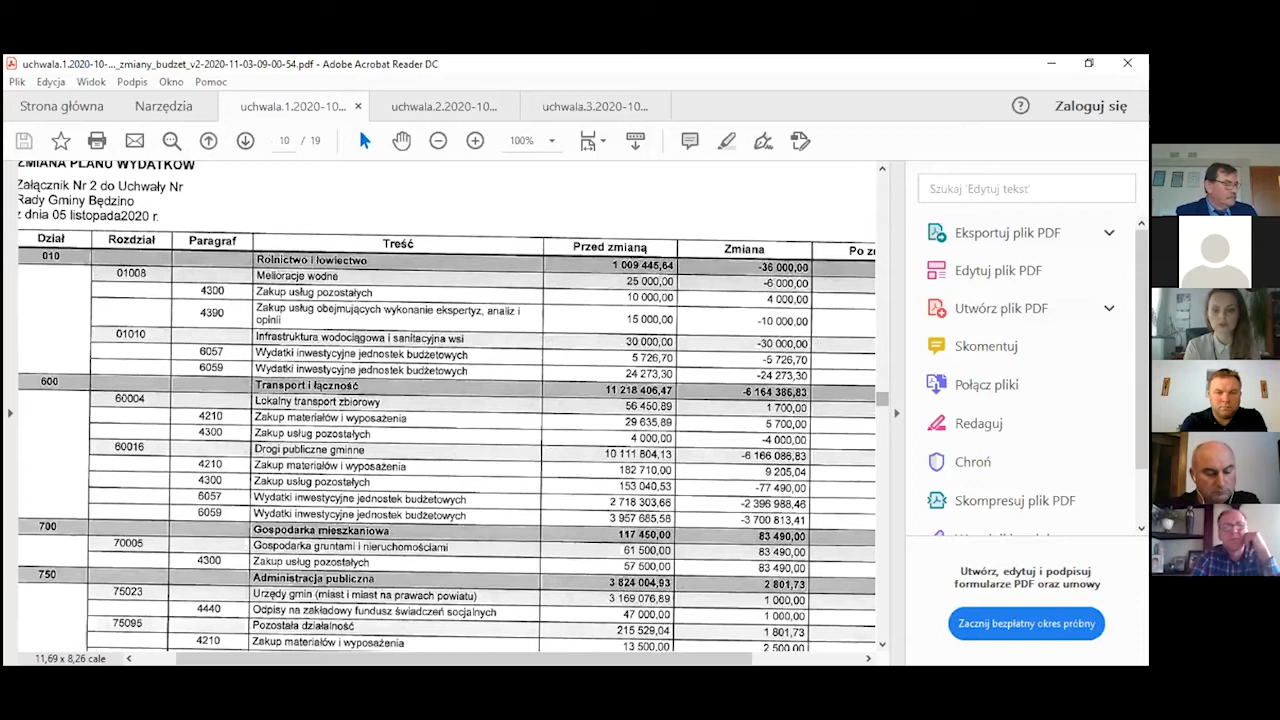 uchwala.1.2020-10-..._zmiany_budzet_v2-2020-11-03-09-00-54.pdf - Adobe Acrobat Reader DC
Plik Edycja Widok Podpis Okno Pomoc
Strona główna Narzędzia uchwala.1.2020-10... × uchwala.2.2020-10... uchwala.3.2020-10... Zaloguj się
10 / 19 100%
ZMIANA PLANU WYDATKÓW
Załącznik Nr 2 do Uchwały Nr
Rady Gminy Będzino
z dnia 05 listopada2020 r.
Dział Rozdział Paragraf Treść Przed zmianą Zmiana Po
010 Rolnictwo i łowiectwo 1 009 445,64 -36 000,00
01008 Melioracje wodne 25 000,00 -6 000,00
4300 Zakup usług pozostałych 10 000,00 4 000,00
4390 Zakup usług obejmujących wykonanie ekspertyz, analiz i
opinii 15 000,00 -10 000,00
01010 Infrastruktura wodociągowa i sanitacyjna wsi 30 000,00 -30 000,00
6057 Wydatki inwestycyjne jednostek budżetowych 5 726,70 -5 726,70
6059 Wydatki inwestycyjne jednostek budżetowych 24 273,30 -24 273,30
600 Transport i łączność 11 218 406,47 -6 164 386,83
60004 Lokalny transport zbiorowy 56 450,89 1 700,00
4210 Zakup materiałów i wyposażenia 29 635,89 5 700,00
4300 Zakup usług pozostałych 4 000,00 -4 000,00
60016 Drogi publiczne gminne 10 111 804,13 -6 166 086,83
4210 Zakup materiałów i wyposażenia 182 710,00 9 205,04
4300 Zakup usług pozostałych 153 040,53 -77 490,00
6057 Wydatki inwestycyjne jednostek budżetowych 2 718 303,66 -2 396 988,46
6059 Wydatki inwestycyjne jednostek budżetowych 3 957 685,58 -3 700 813,41
700 Gospodarka mieszkaniowa 117 450,00 83 490,00
70005 Gospodarka gruntami i nieruchomościami 61 500,00 83 490,00
4300 Zakup usług pozostałych 57 500,00 83 490,00
750 Administracja publiczna 3 824 004,93 2 801,73
75023 Urzędy gmin (miast i miast na prawach powiatu) 3 169 076,89 1 000,00
4440 Odpisy na zakładowy fundusz świadczeń socjalnych 47 000,00 1 000,00
75095 Pozostała działalność 215 529,04 1 801,73
4210 Zakup materiałów i wyposażenia 13 500,00 2 500,00
11,69 x 8,26 cale
Szukaj 'Edytuj tekst'
Eksportuj plik PDF
Edytuj plik PDF
Utwórz plik PDF
Skomentuj
Połącz pliki
Redaguj
Chroń
Skompresuj plik PDF
Utwórz, edytuj i podpisuj
formularze PDF oraz umowy
Zacznij bezpłatny okres próbny